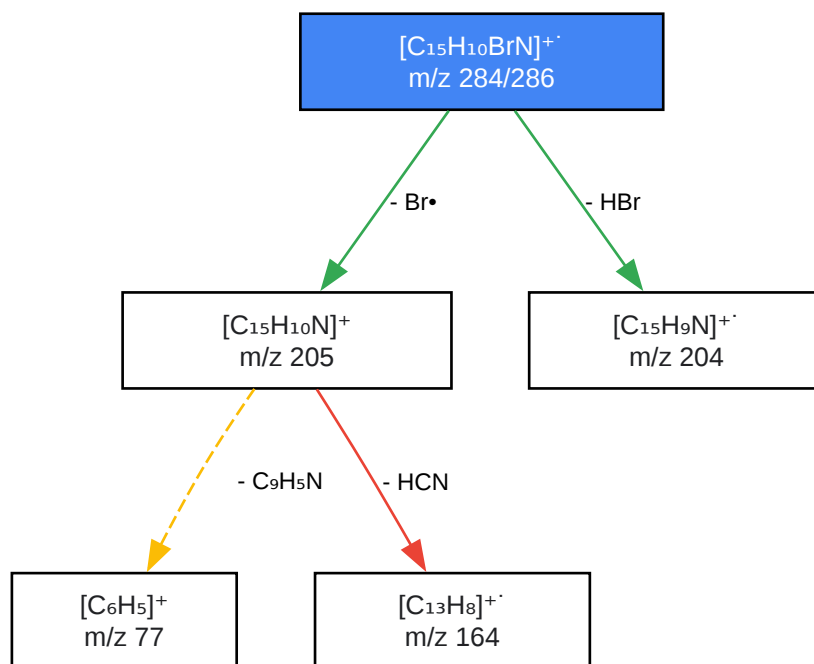 [C₁₅H₁₀BrN]⁺˙
m/z 284/286
- Br•
- HBr
[C₁₅H₁₀N]⁺
m/z 205
[C₁₅H₉N]⁺˙
m/z 204
- C₉H₅N
- HCN
[C₆H₅]⁺
m/z 77
[C₁₃H₈]⁺˙
m/z 164